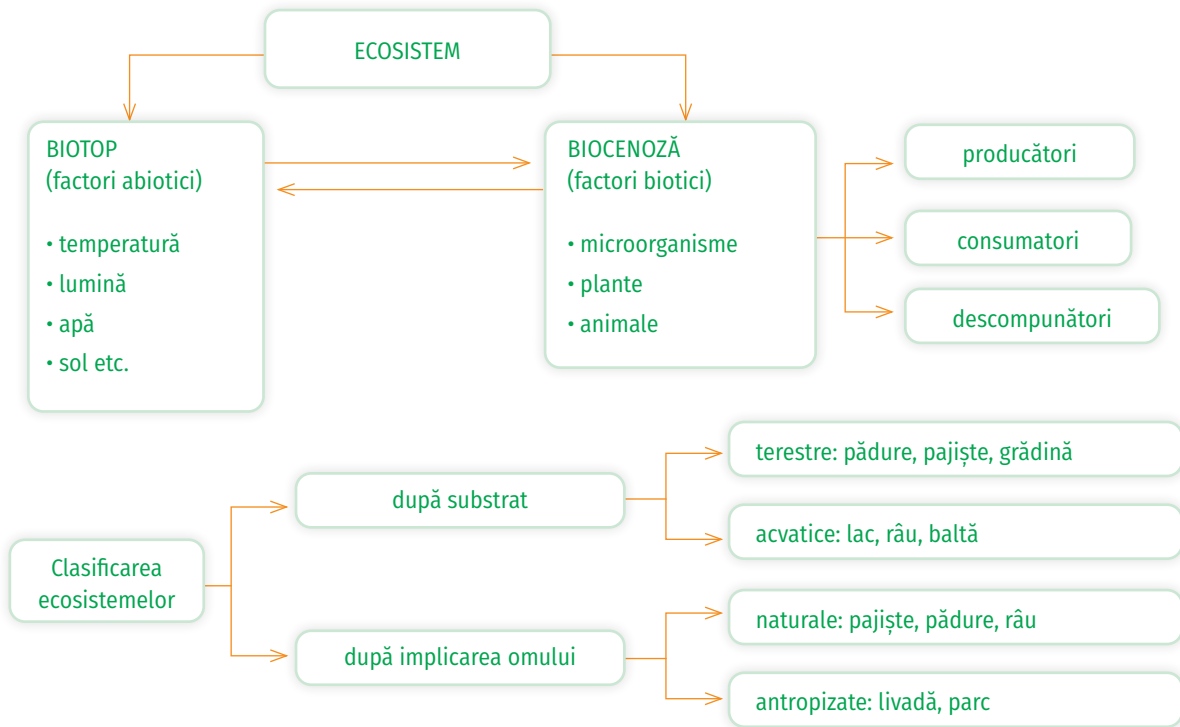 ECOSISTEM
BIOTOP
(factori abiotici)
• temperatură
• lumină
• apă
• sol etc.
BIOCENOZĂ
(factori biotici)
• microorganisme
• plante
• animale
producători
consumatori
descompunători
Clasificarea
ecosistemelor
după substrat
terestre: pădure, pajiște, grădină
acvatice: lac, râu, baltă
după implicarea omului
naturale: pajiște, pădure, râu
antropizate: livadă, parc